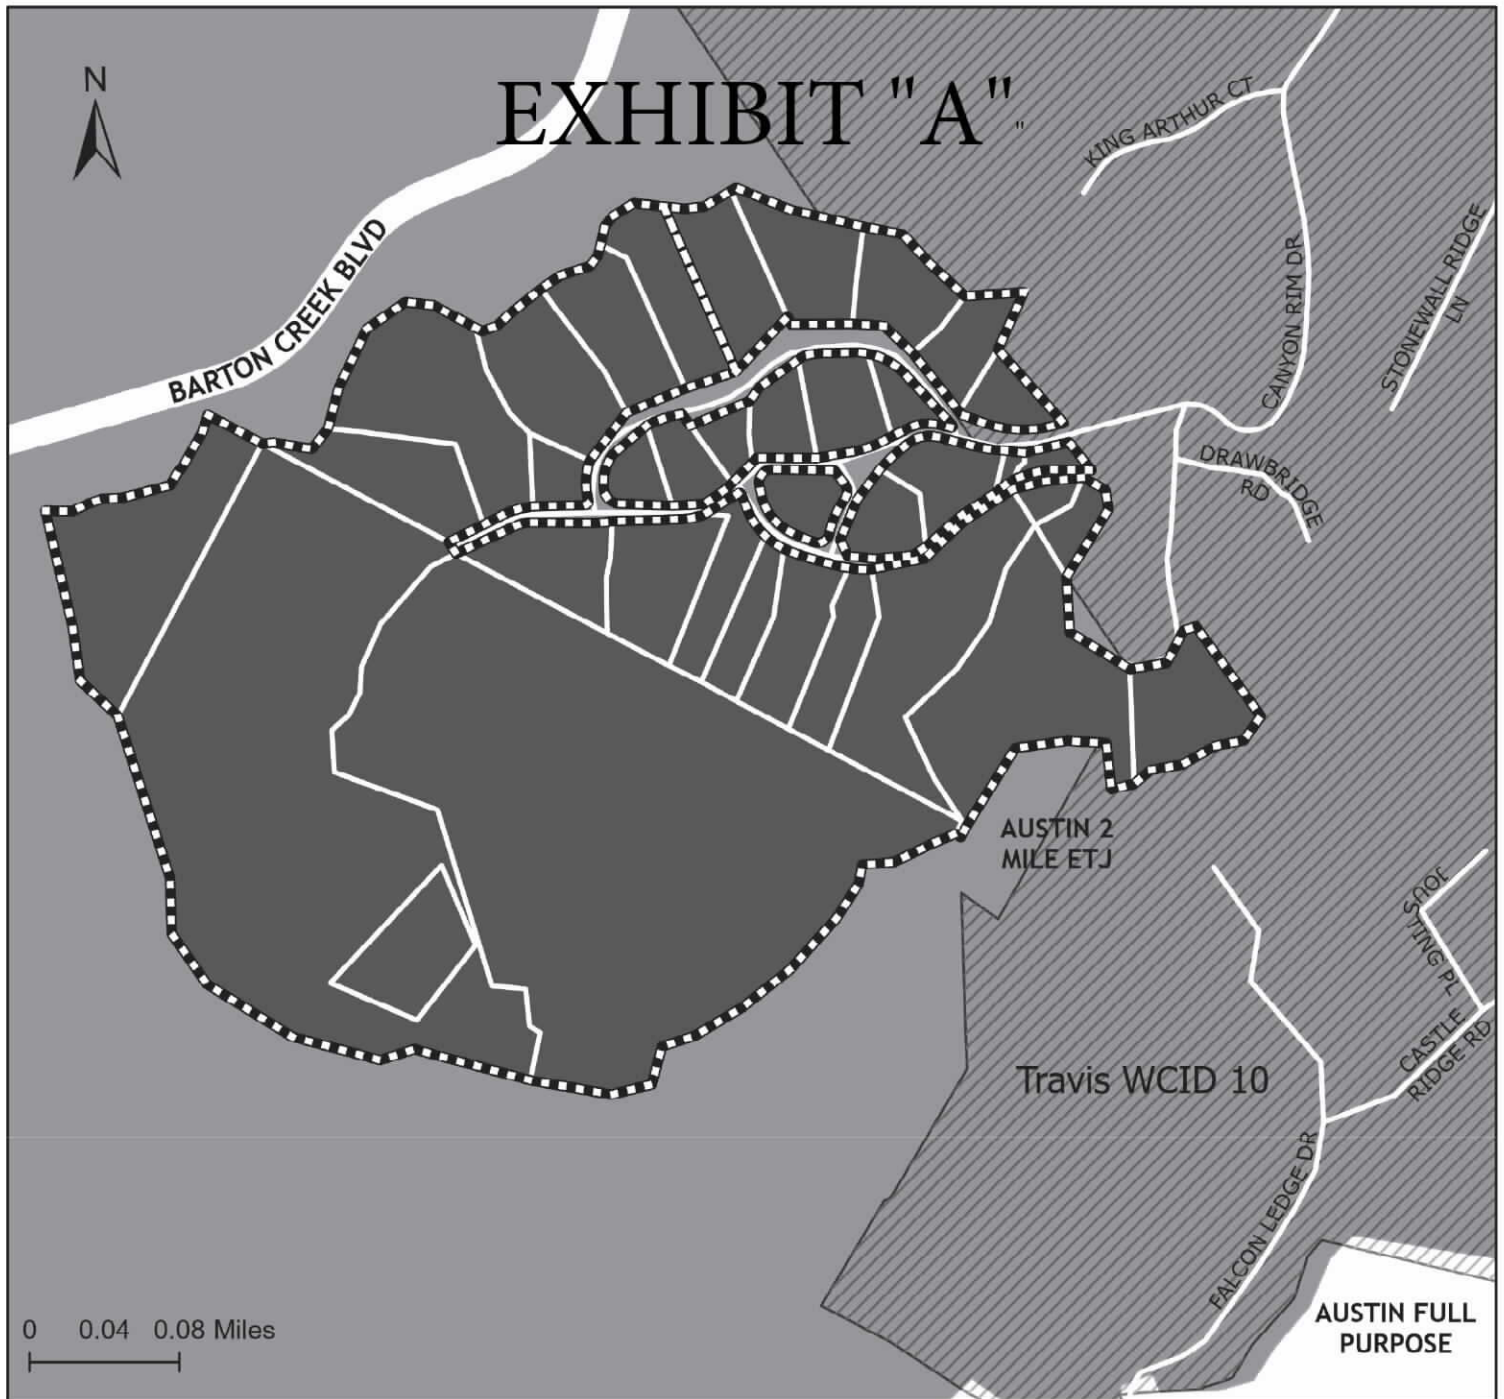 EXHIBIT "A"
"
N
KING ARTHUR CT
BARTON CREEK BLVD
CANYON RIM DR
STONEWALL RIDGE
LN
DRAWBRIDGE
RD
AUSTIN 2
MILE ETJ
JOUS
TING PL
CASTLE
RIDGE RD
Travis WCID 10
FALCON LEDGE DR
AUSTIN FULL
PURPOSE
0 0.04 0.08 Miles